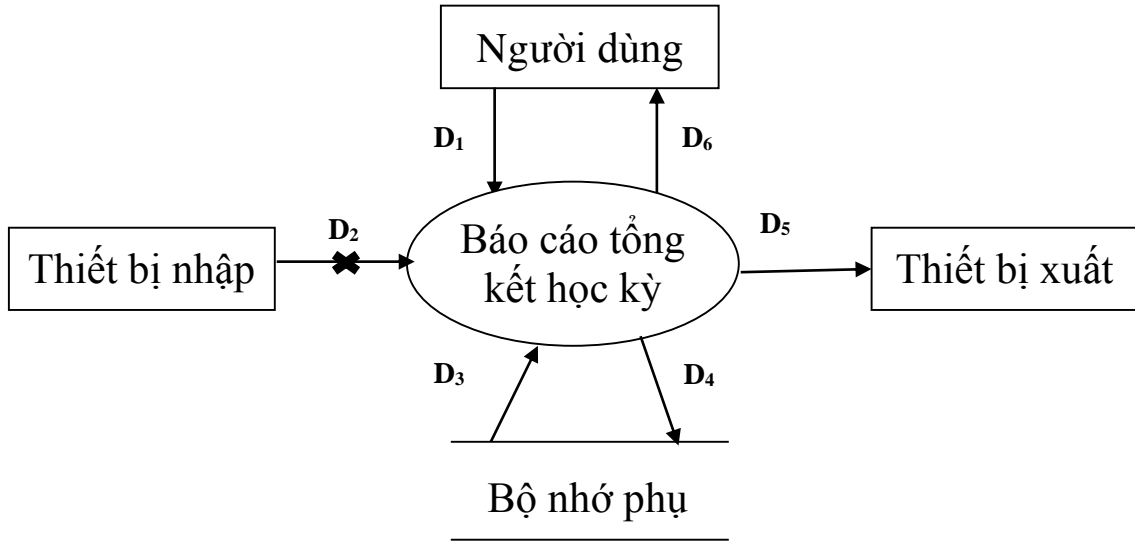 Người dùng
D₁
D₆
D₂
D₅
Thiết bị nhập
Báo cáo tổng
kết học kỳ
Thiết bị xuất
D₃
D₄
Bộ nhớ phụ